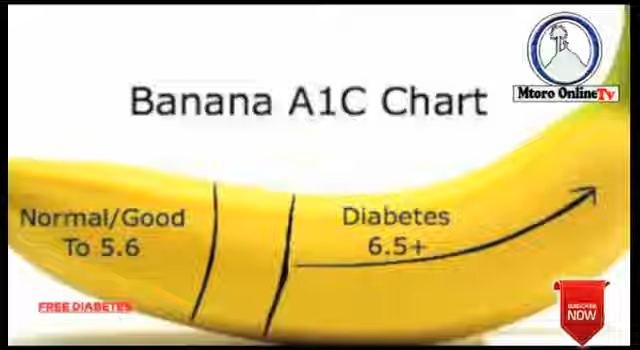 Banana A1C Chart
Mtoro OnlineTv
Normal/Good
To 5.6
Diabetes
6.5+
FREE DIABETES
SUBSCRIBE
NOW